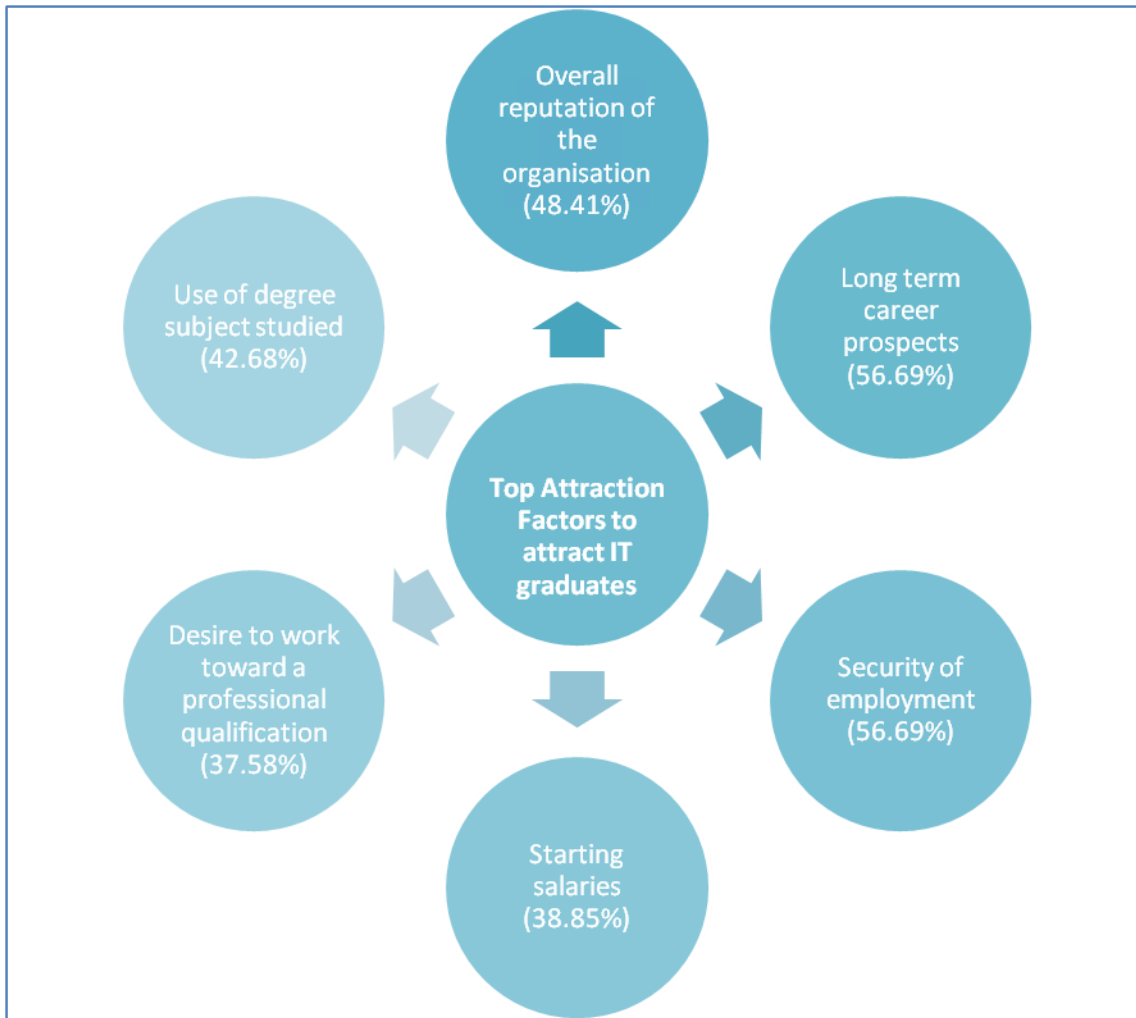 Overall
reputation of
the
organisation
(48.41%)
Long term
career
prospects
(56.69%)
Security of
employment
(56.69%)
Starting
salaries
(38.85%)
Desire to work
toward a
professional
qualification
(37.58%)
Use of degree
subject studied
(42.68%)
Top Attraction
Factors to
attract IT
graduates